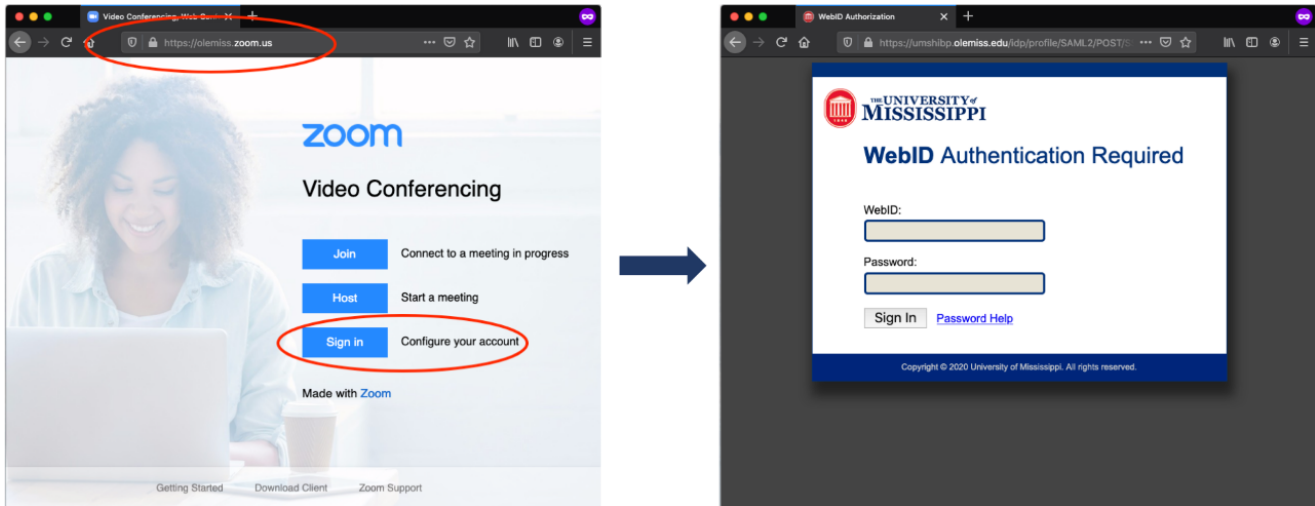 Video Conferencing, Web Conf
https://olemiss.zoom.us
zoom
Video Conferencing
Join Connect to a meeting in progress
Host Start a meeting
Sign in Configure your account
Made with Zoom
Getting Started Download Client Zoom Support
WebID Authorization
https://umshibp.olemiss.edu/idp/profile/SAML2/POST/S
THE UNIVERSITY of
MISSISSIPPI
WebID Authentication Required
WebID:
Password:
Sign In Password Help
Copyright © 2020 University of Mississippi. All rights reserved.